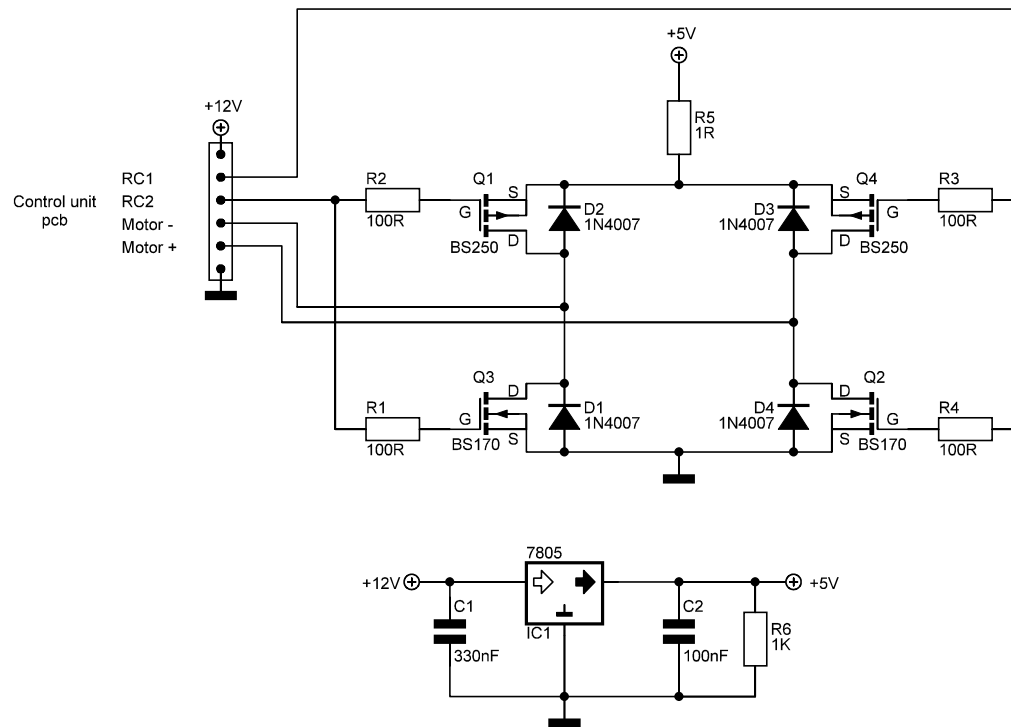 +5V
+12V
R5
1R
RC1
RC2
Motor -
Motor +
Control unit
pcb
R2
100R
Q1
S
G
D
BS250
D2
1N4007
D3
1N4007
Q4
S
G
D
BS250
R3
100R
R1
100R
Q3
D
G
S
BS170
D1
1N4007
D4
1N4007
Q2
D
G
S
BS170
R4
100R
7805
+12V
+5V
C1
330nF
IC1
C2
100nF
R6
1K